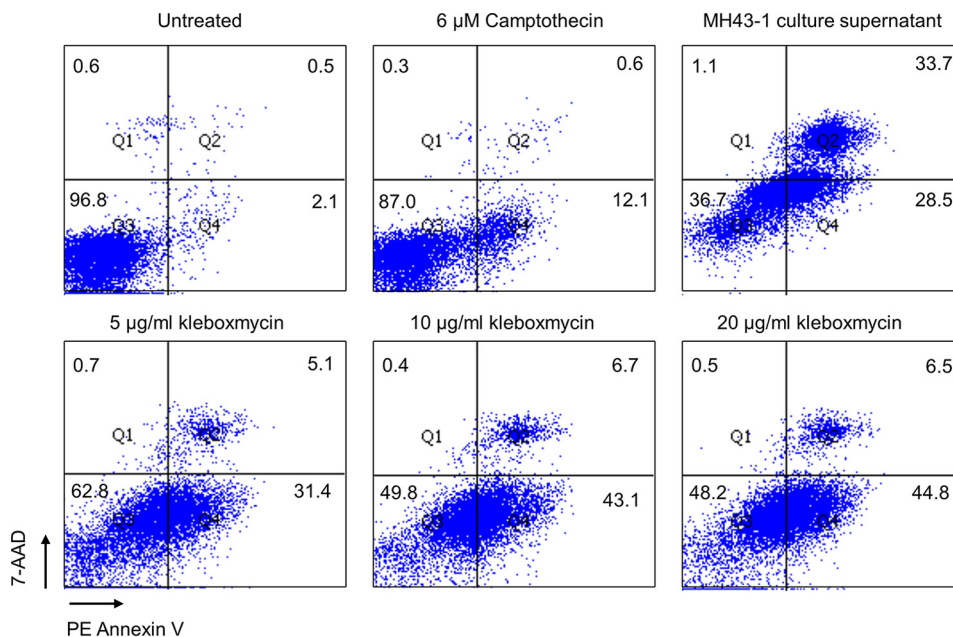 Untreated
6 µM Camptothecin
MH43-1 culture supernatant
0.6 0.5
Q1 Q2
96.8 2.1
Q3 Q4
0.3 0.6
Q1 Q2
87.0 12.1
Q3 Q4
1.1 33.7
Q1 Q2
36.7 28.5
Q3 Q4
5 µg/ml kleboxmycin
10 µg/ml kleboxmycin
20 µg/ml kleboxmycin
0.7 5.1
Q1 Q2
62.8 31.4
Q3 Q4
0.4 6.7
Q1 Q2
49.8 43.1
Q3 Q4
0.5 6.5
Q1 Q2
48.2 44.8
Q3 Q4
7-AAD
PE Annexin V